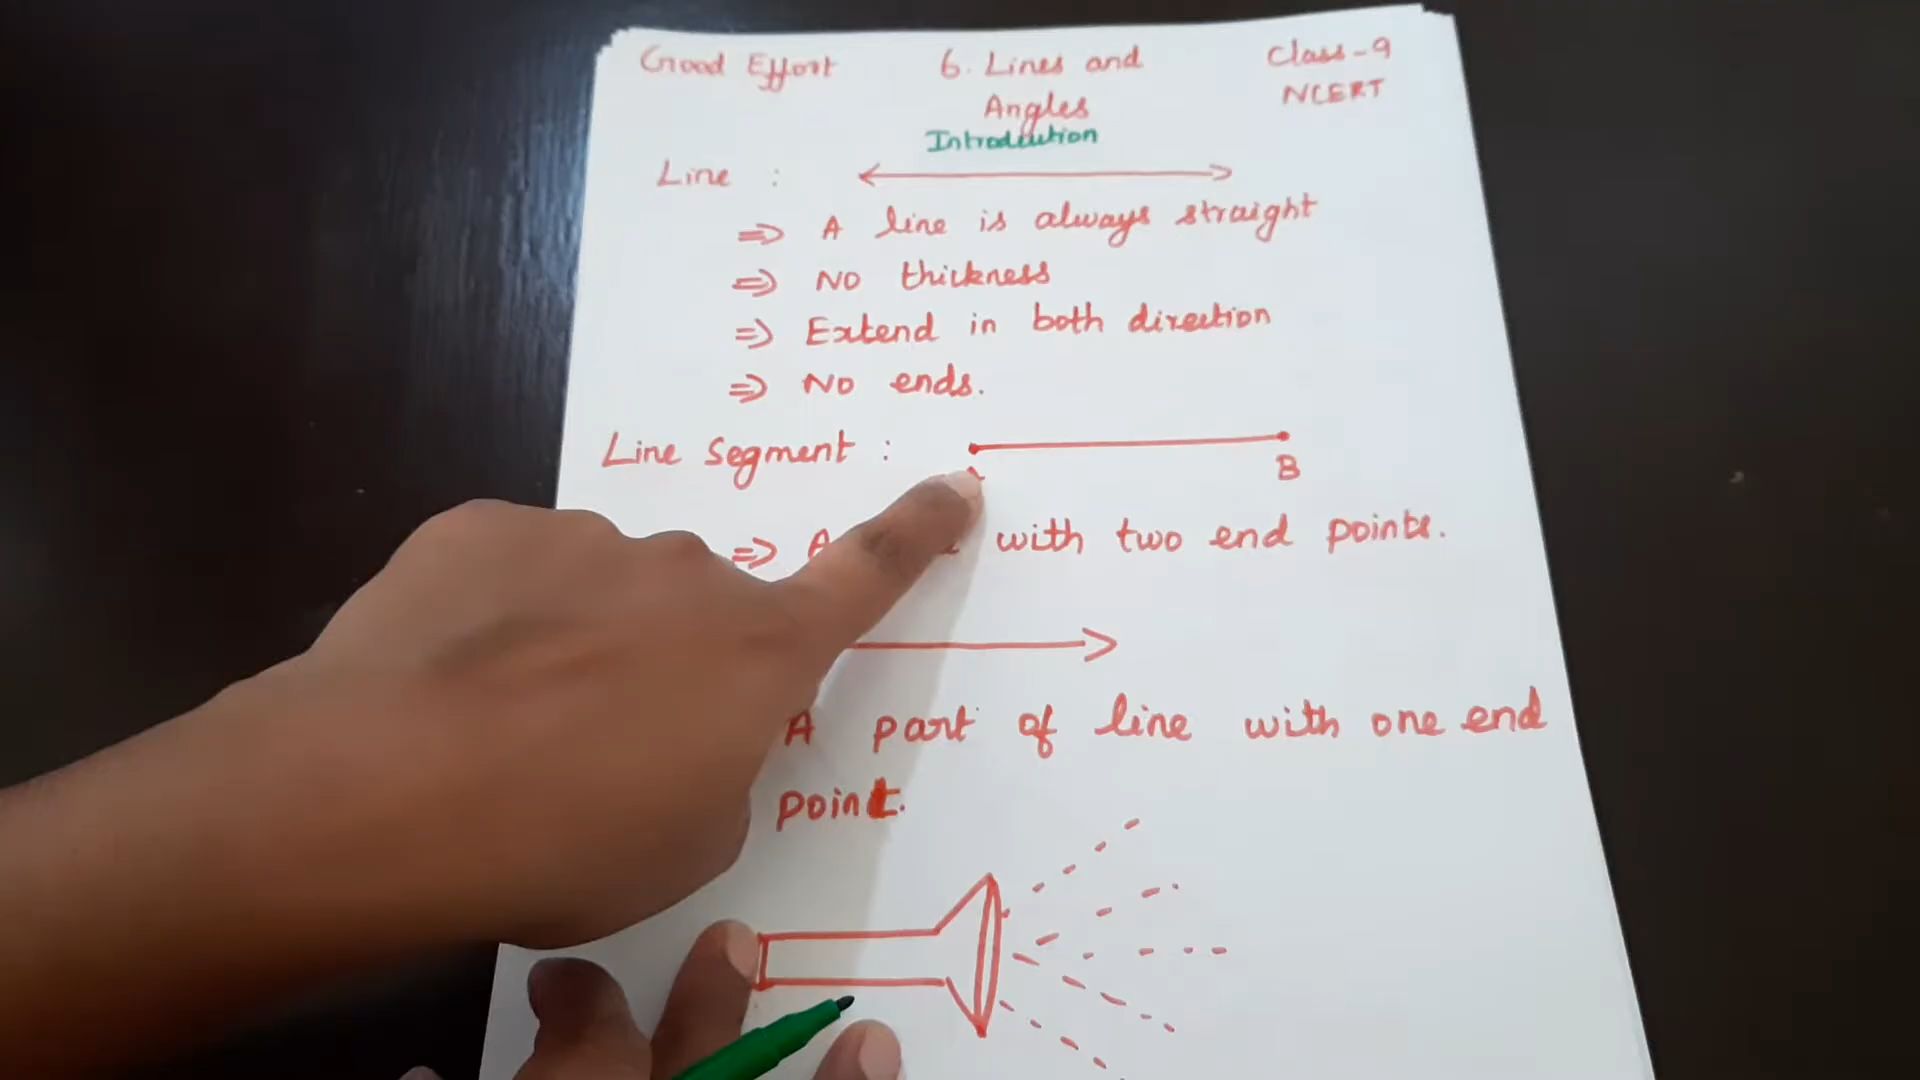 Good Effort 6. Lines and Class-9
Angles NCERT
Introduction
Line :
⇒ A line is always straight
⇒ No thickness
⇒ Extend in both direction
⇒ No ends.
Line Segment :
B
⇒ A with two end points.
A part of line with one end
point.